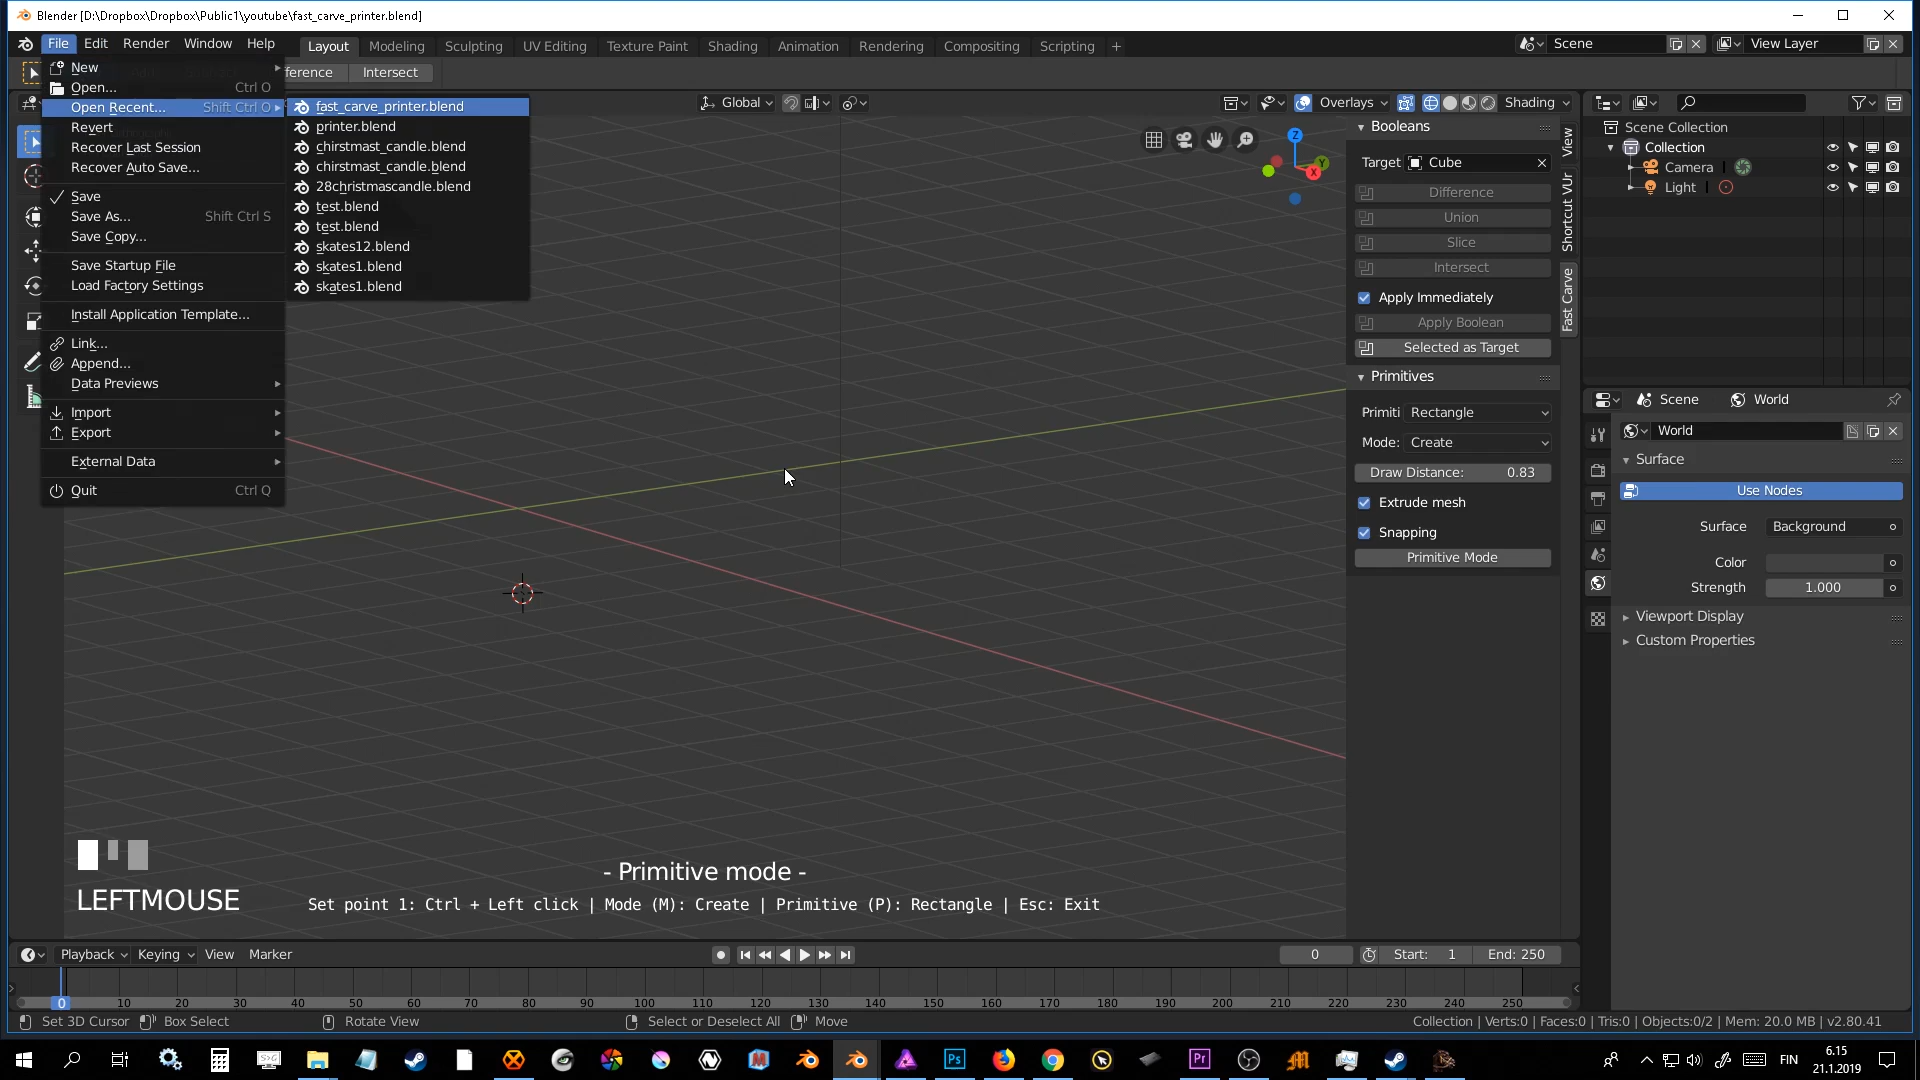 Blender [D:\Dropbox\Dropbox\Public1\youtube\fast_carve_printer.blend]
File Edit Render Window Help
Layout Modeling Sculpting UV Editing Texture Paint Shading Animation Rendering Compositing Scripting +
Scene
View Layer
ference Intersect
New
Open... Ctrl O
Open Recent... Shift Ctrl O
Revert
Recover Last Session
Recover Auto Save...
Save
Save As... Shift Ctrl S
Save Copy...
Save Startup File
Load Factory Settings
Install Application Template...
Link...
Append...
Data Previews
Import
Export
External Data
Quit Ctrl Q
fast_carve_printer.blend
printer.blend
chirstmast_candle.blend
chirstmast_candle.blend
28christmascandle.blend
test.blend
test.blend
skates12.blend
skates1.blend
skates1.blend
Global
Overlays
Shading
Z
Y
X
Booleans
Target Cube
Difference
Union
Slice
Intersect
Apply Immediately
Apply Boolean
Selected as Target
Primitives
Primiti Rectangle
Mode: Create
Draw Distance: 0.83
Extrude mesh
Snapping
Primitive Mode
View
Shortcut VUr
Fast Carve
Scene Collection
Collection
Camera
Light
Scene World
World
Surface
Use Nodes
Surface Background
Color
Strength 1.000
Viewport Display
Custom Properties
- Primitive mode -
LEFTMOUSE
Set point 1: Ctrl + Left click | Mode (M): Create | Primitive (P): Rectangle | Esc: Exit
Playback Keying View Marker
0 Start: 1 End: 250
0 10 20 30 40 50 60 70 80 90 100 110 120 130 140 150 160 170 180 190 200 210 220 230 240 250
Set 3D Cursor Box Select Rotate View Select or Deselect All Move
Collection | Verts:0 | Faces:0 | Tris:0 | Objects:0/2 | Mem: 20.0 MB | v2.80.41
Ps
Pr
FIN
6.15
21.1.2019